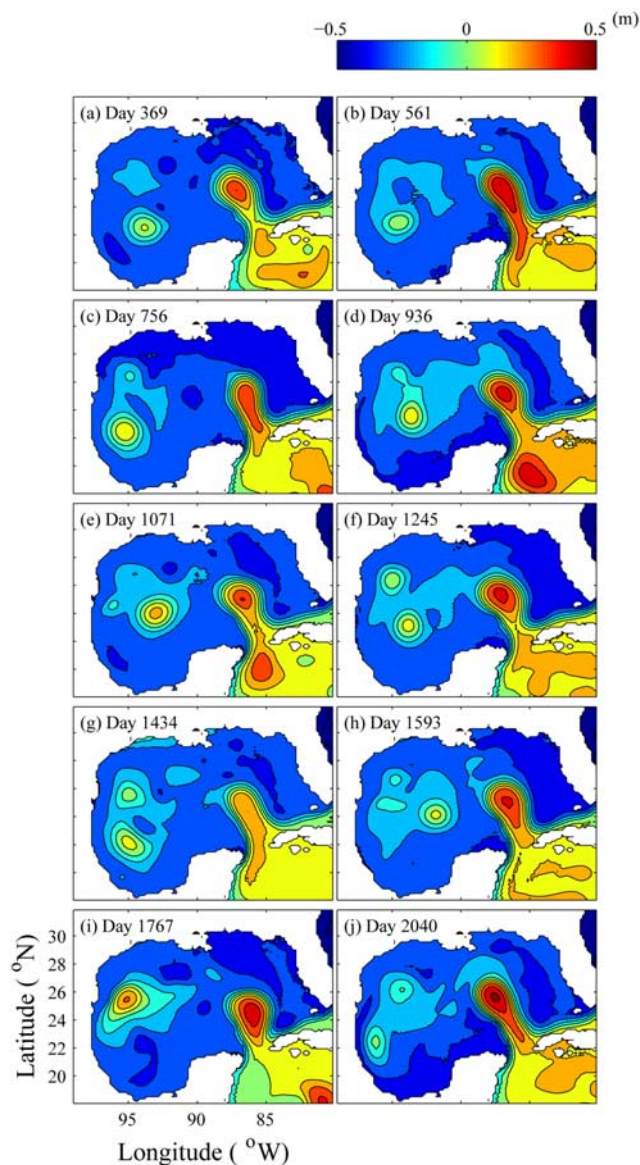 −0.5 0 0.5 (m)
(a) Day 369
(b) Day 561
(c) Day 756
(d) Day 936
(e) Day 1071
(f) Day 1245
(g) Day 1434
(h) Day 1593
(i) Day 1767
(j) Day 2040
30
28
26
24
22
20
Latitude ( °N)
95 90 85
Longitude ( °W)